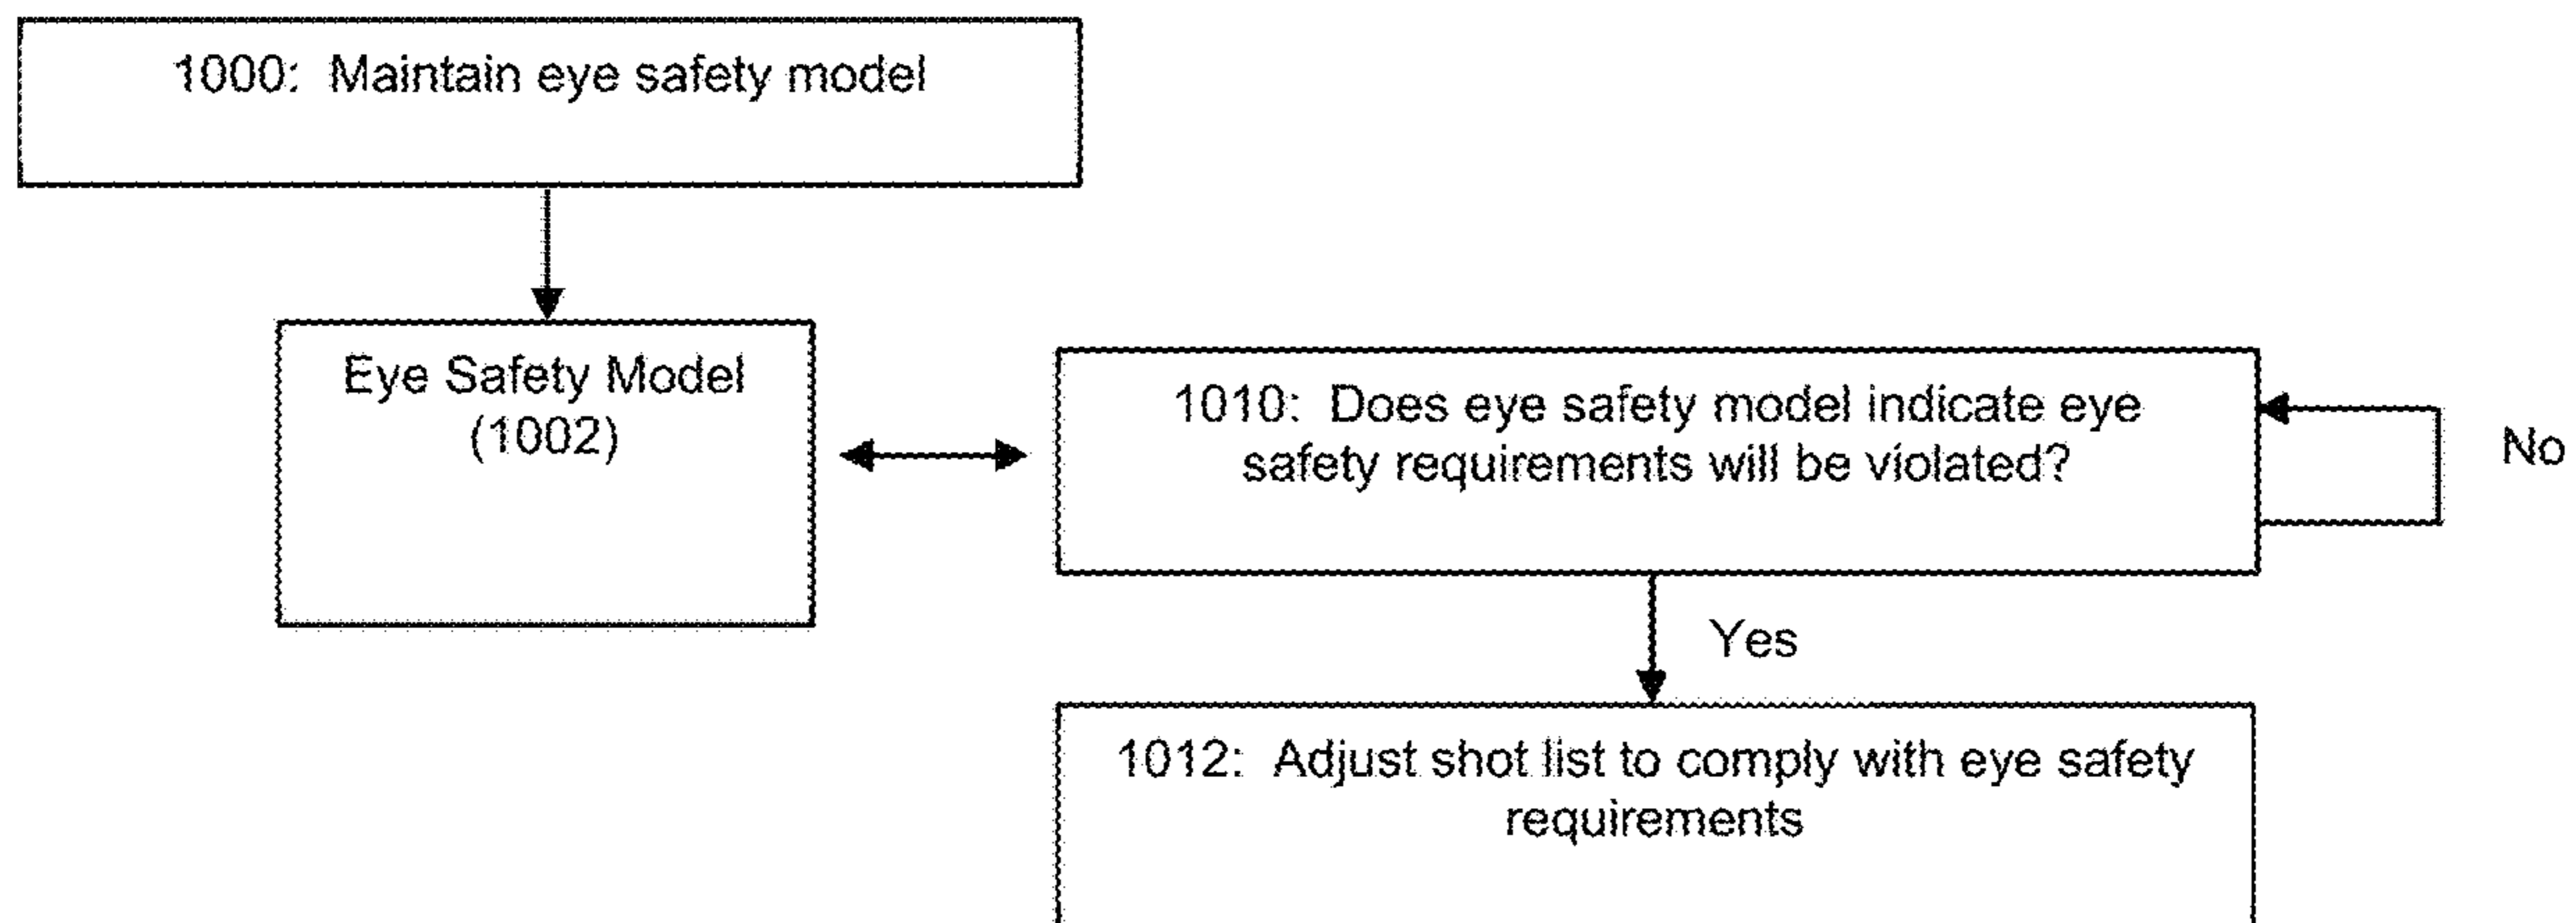 1000: Maintain eye safety model
Eye Safety Model
(1002)
1010: Does eye safety model indicate eye
safety requirements will be violated?
No
Yes
1012: Adjust shot list to comply with eye safety
requirements